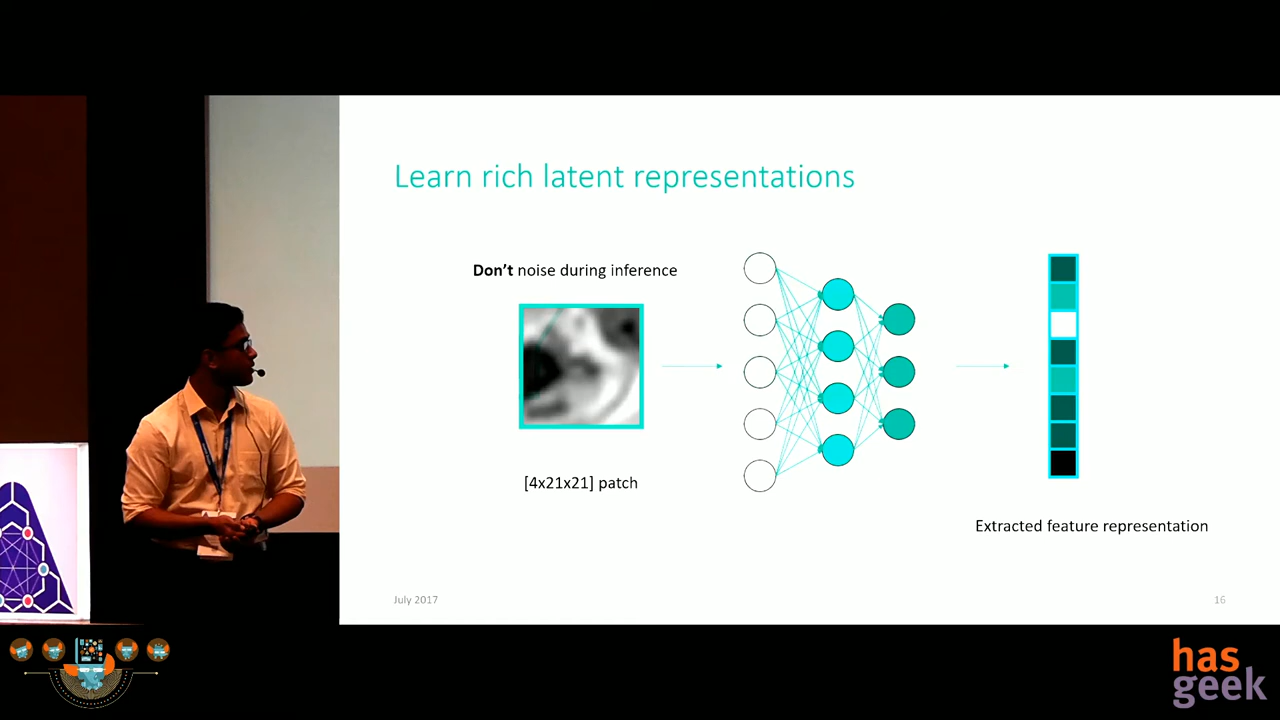 Learn rich latent representations
Don't noise during inference
[4x21x21] patch
Extracted feature representation
July 2017
16
has
geek